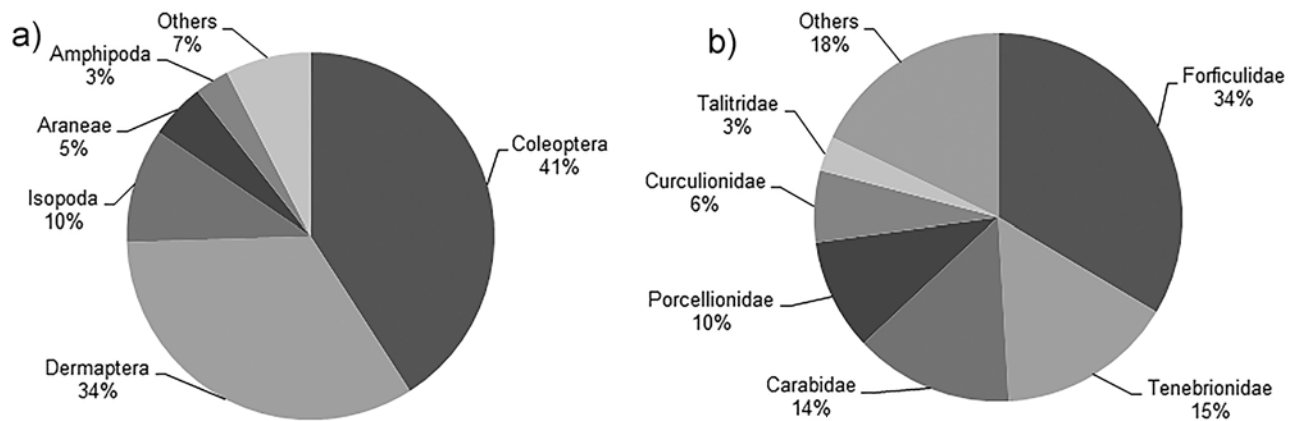 a)
Others
7%
Amphipoda
3%
Araneae
5%
Isopoda
10%
Dermaptera
34%
Coleoptera
41%
b)
Others
18%
Talitridae
3%
Curculionidae
6%
Porcellionidae
10%
Carabidae
14%
Forficulidae
34%
Tenebrionidae
15%